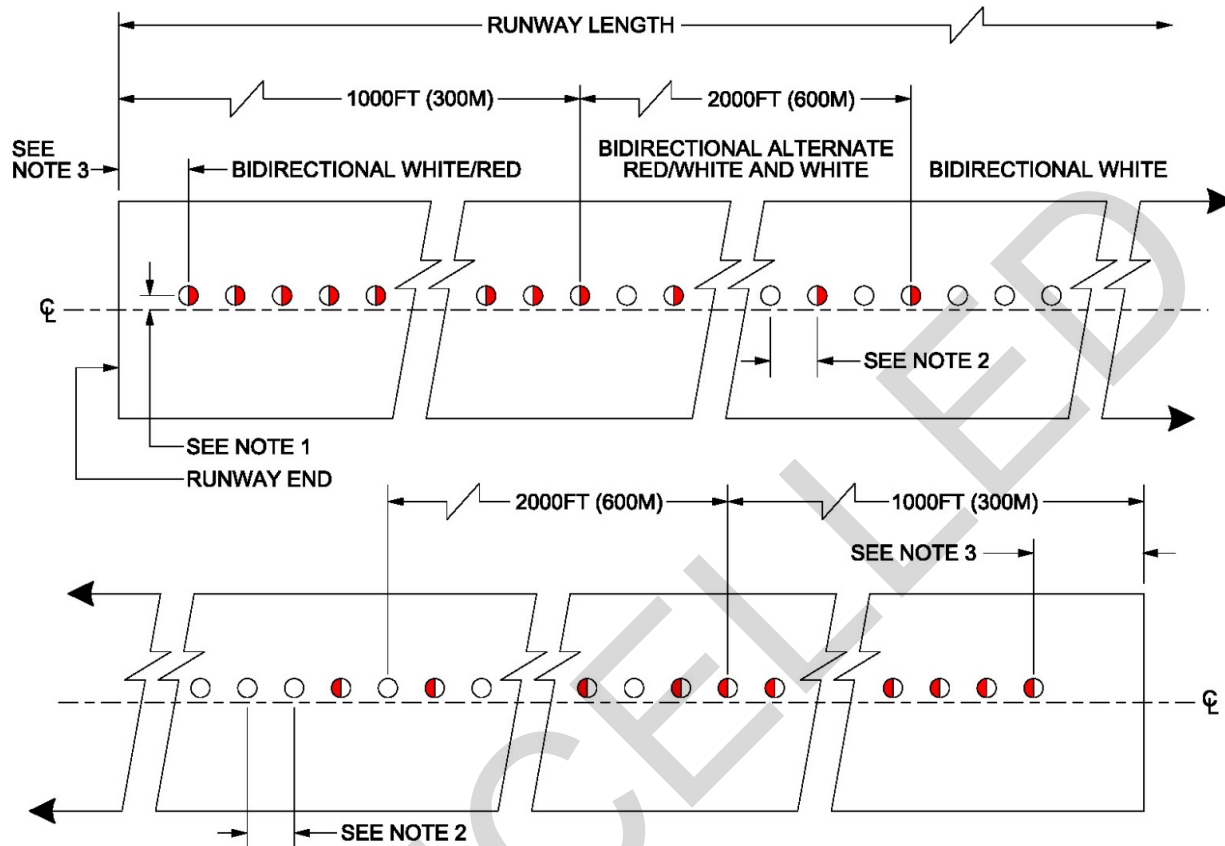 RUNWAY LENGTH
1000FT (300M)
2000FT (600M)
SEE
NOTE 3
BIDIRECTIONAL WHITE/RED
BIDIRECTIONAL ALTERNATE
RED/WHITE AND WHITE
BIDIRECTIONAL WHITE
℄
SEE NOTE 2
SEE NOTE 1
RUNWAY END
2000FT (600M)
1000FT (300M)
SEE NOTE 3
℄
SEE NOTE 2
CELLED